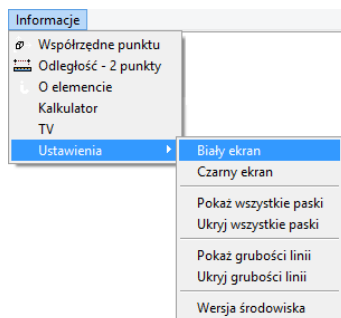 Informacje
Współrzędne punktu
Odległość - 2 punkty
O elemencie
Kalkulator
TV
Ustawienia
Biały ekran
Czarny ekran
Pokaż wszystkie paski
Ukryj wszystkie paski
Pokaż grubości linii
Ukryj grubości linii
Wersja środowiska